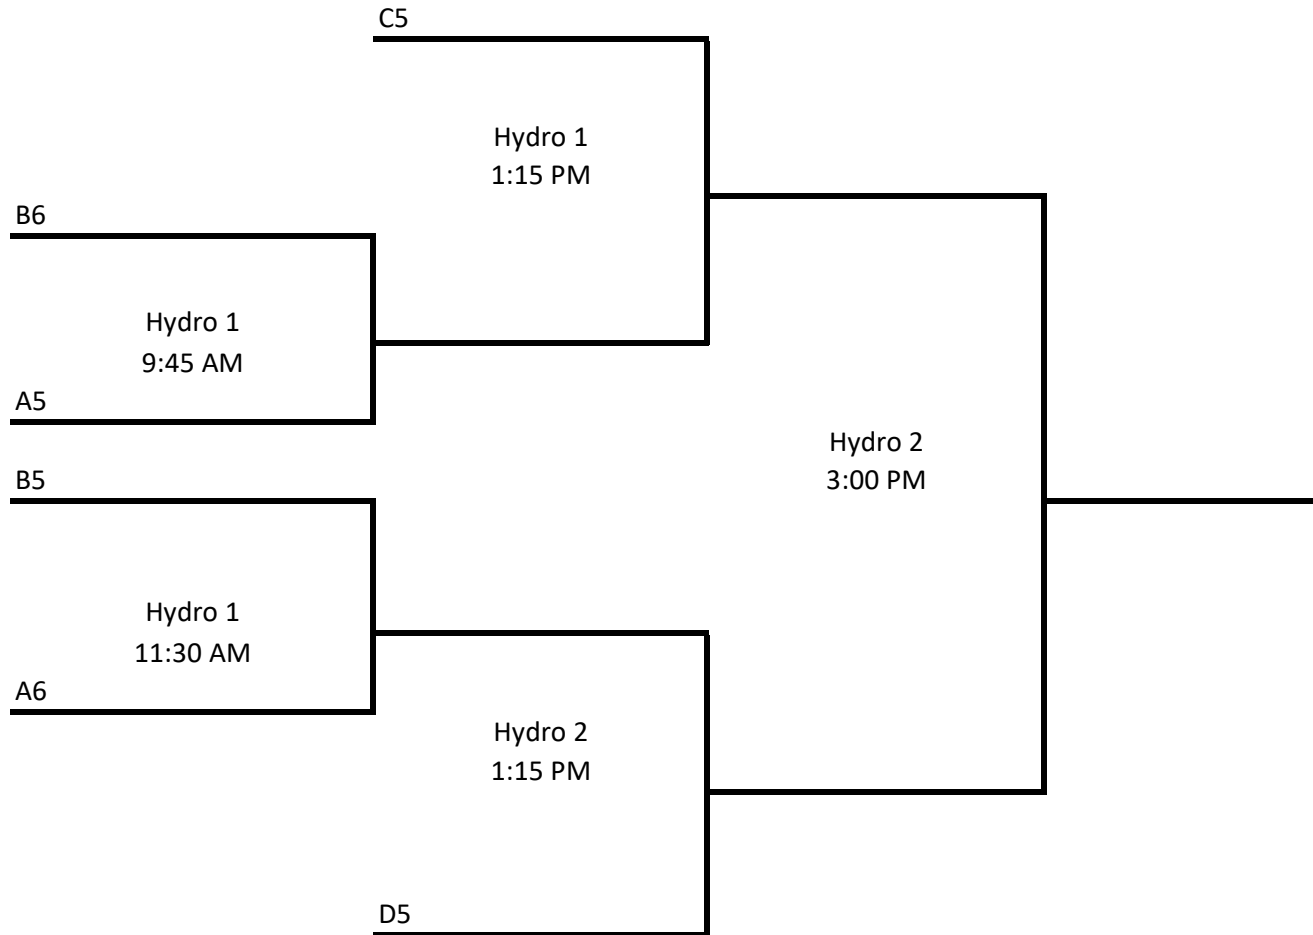 C5
Hydro 1
1:15 PM
B6
Hydro 1
9:45 AM
A5
Hydro 2
3:00 PM
B5
Hydro 1
11:30 AM
A6
Hydro 2
1:15 PM
D5